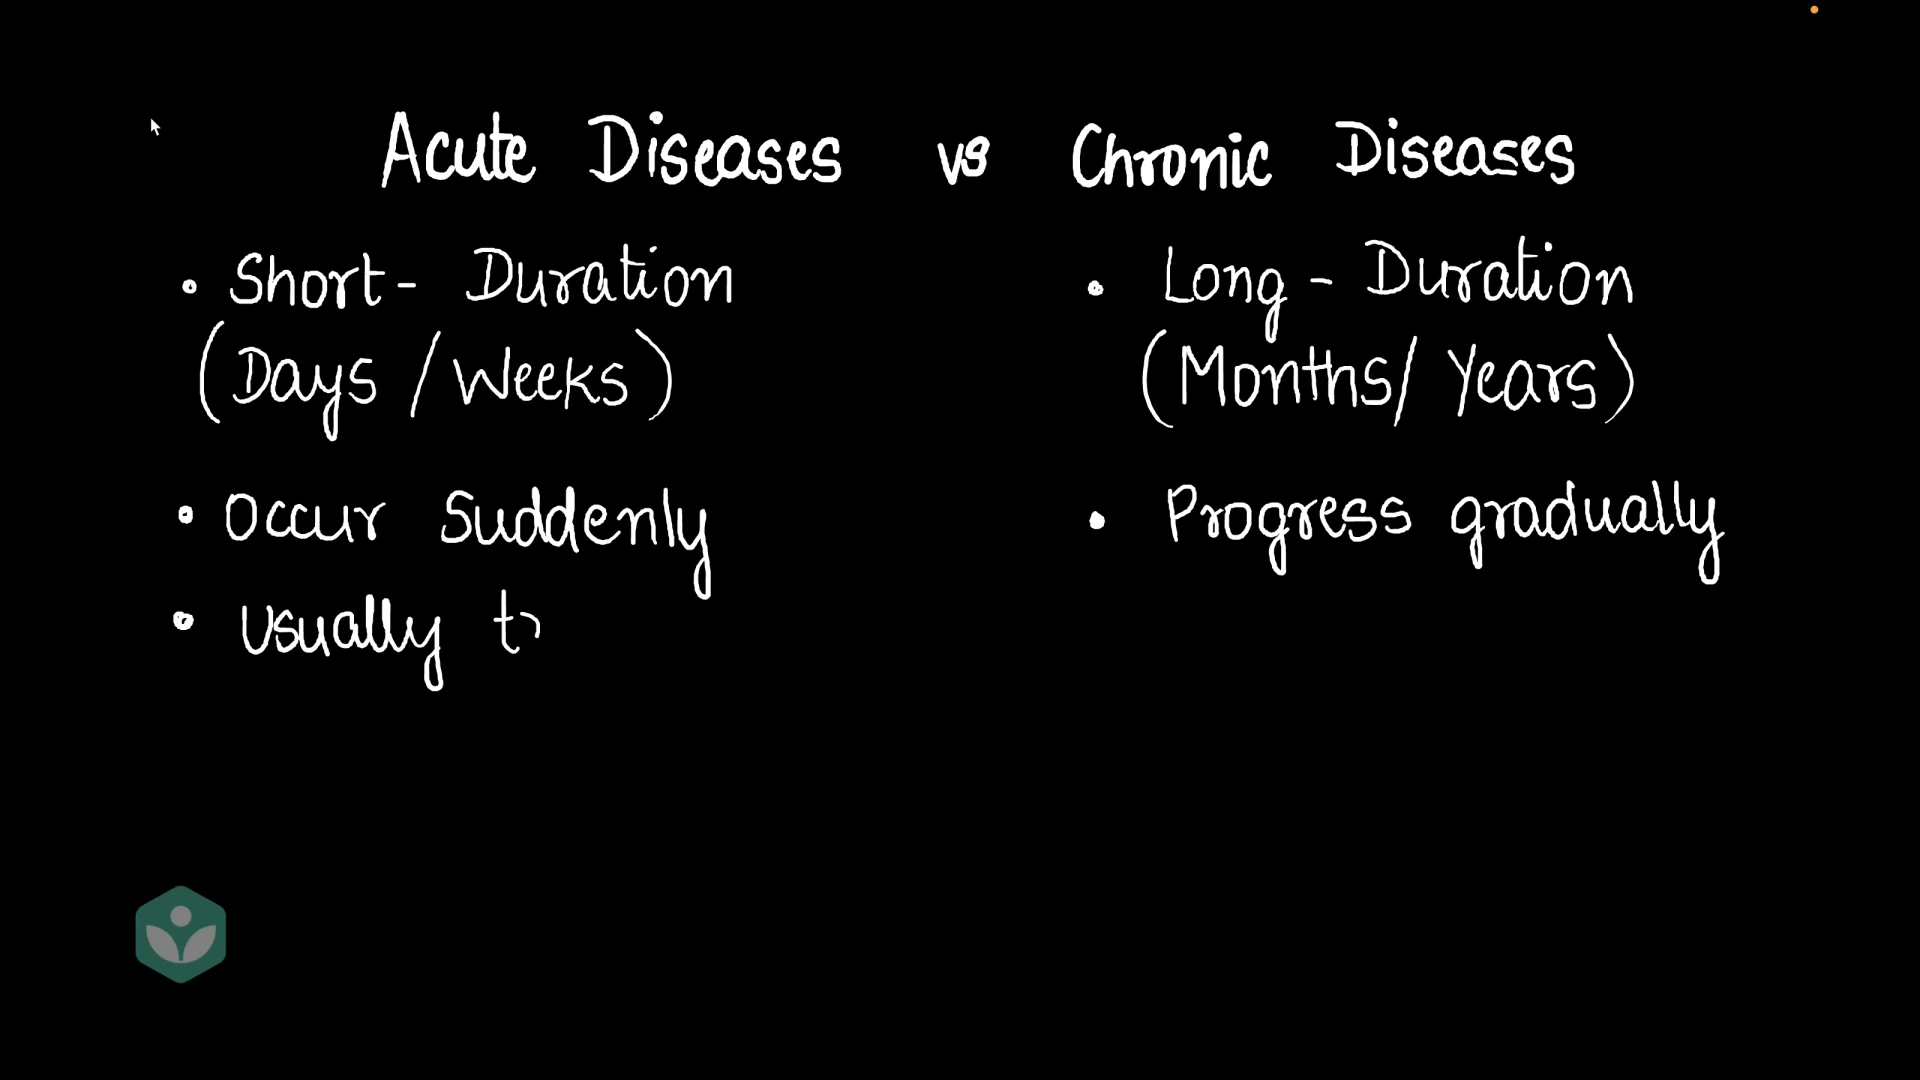 Acute Diseases vs Chronic Diseases
• Short - Duration
(Days / Weeks)
• Occur Suddenly
• Usually
• Long - Duration
(Months / Years)
• Progress gradually